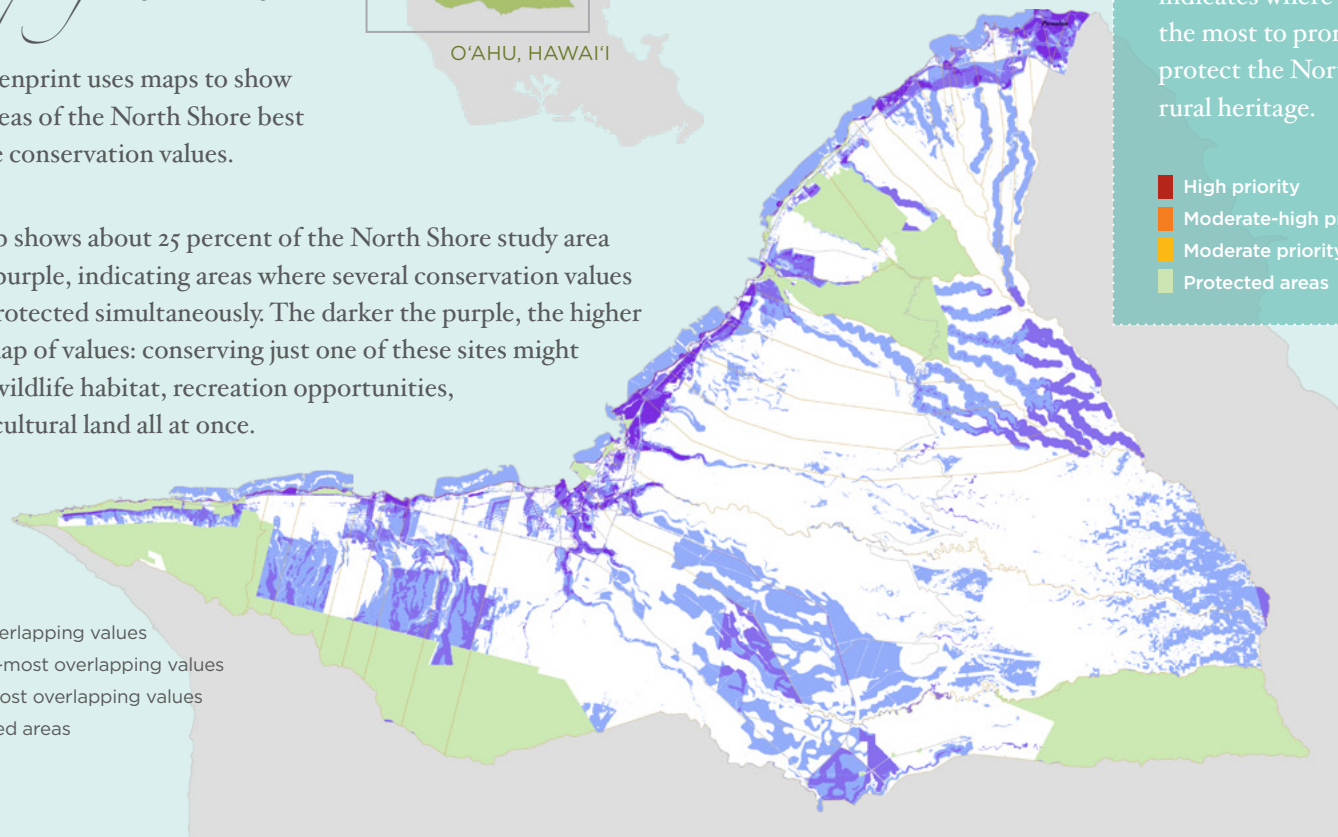 O‘AHU, HAWAI‘I
enprint uses maps to show
eas of the North Shore best
e conservation values.
shows about 25 percent of the North Shore study area
purple, indicating areas where several conservation values
rotected simultaneously. The darker the purple, the higher
ap of values: conserving just one of these sites might
wildlife habitat, recreation opportunities,
cultural land all at once.
erlapping values
-most overlapping values
ost overlapping values
ed areas
indicates where
the most to pro
protect the Nor
rural heritage.
High priority
Moderate-high p
Moderate priority
Protected areas